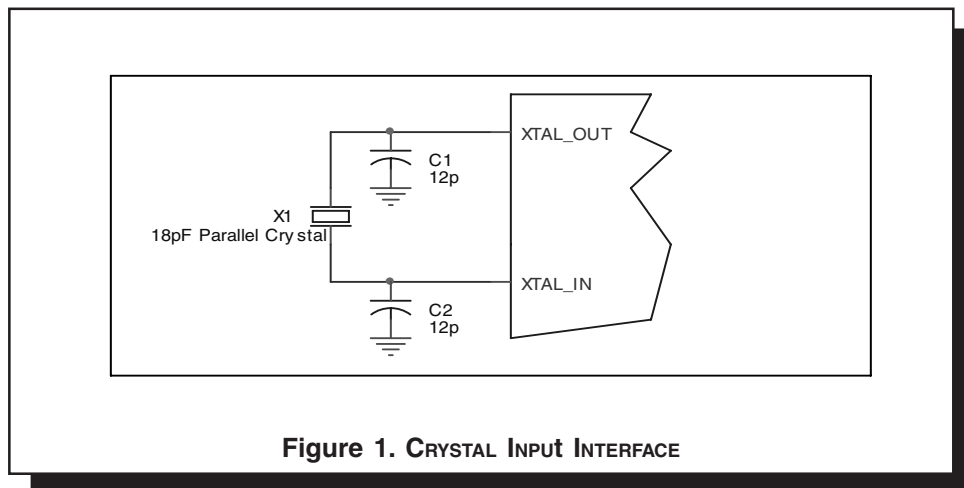 XTAL_OUT
C1
12p
X1
18pF Parallel Cry stal
XTAL_IN
C2
12p
Figure 1. CRYSTAL INPUt INTERFACE